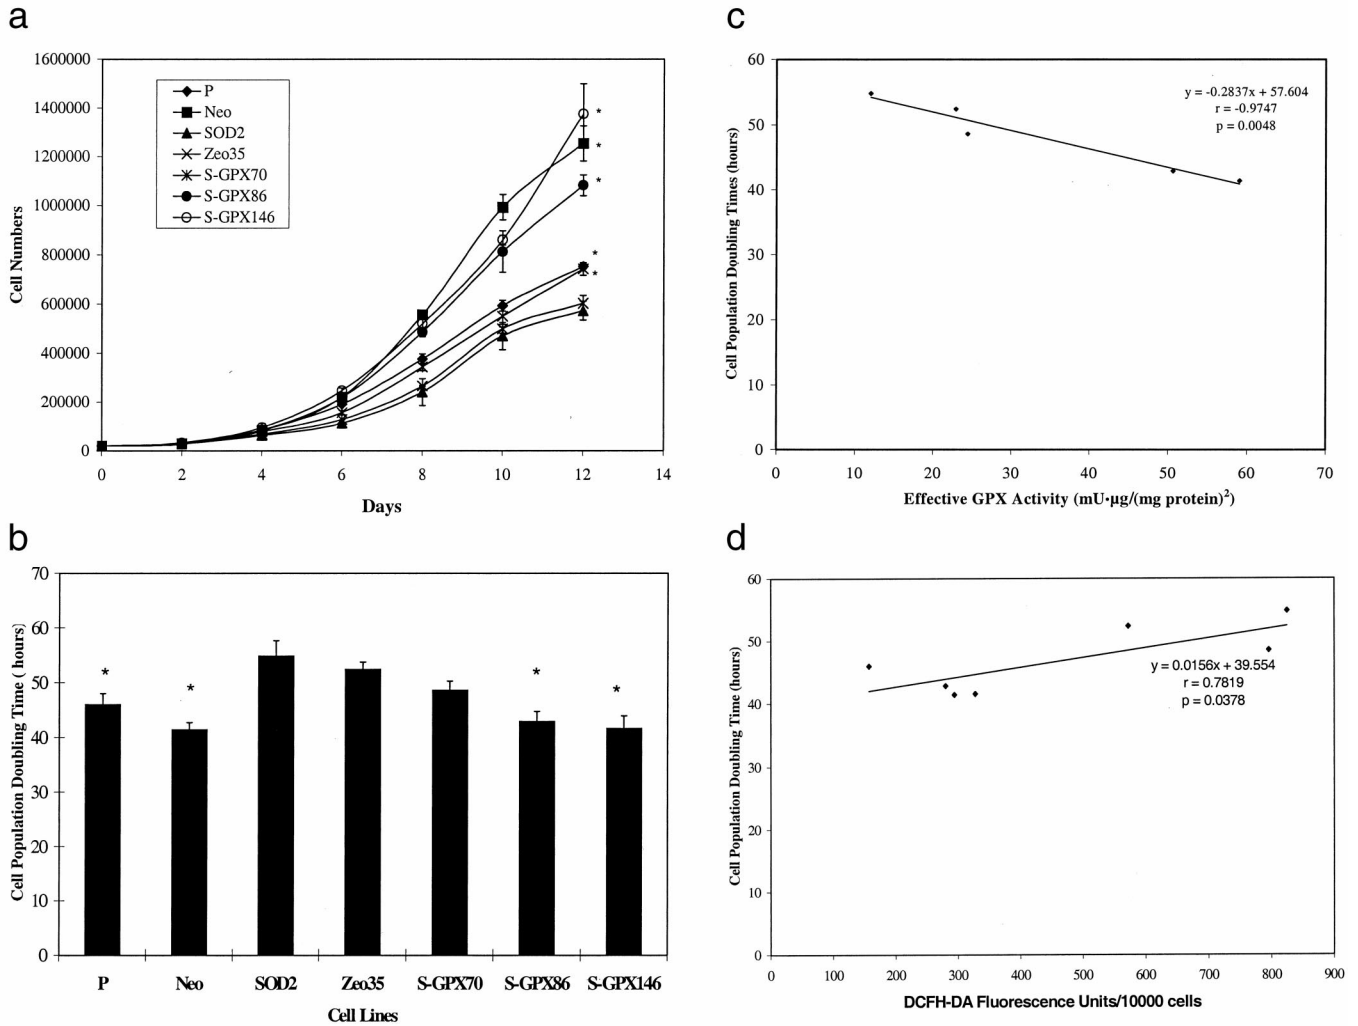 a
1600000
1400000
1200000
1000000
800000
600000
400000
200000
0
Cell Numbers
P
Neo
SOD2
Zeo35
S-GPX70
S-GPX86
S-GPX146
*
*
*
*
*
0 2 4 6 8 10 12 14
Days
b
70
60
50
40
30
20
10
0
Cell Population Doubling Time ( hours)
* * * *
P Neo SOD2 Zeo35 S-GPX70 S-GPX86 S-GPX146
Cell Lines
c
60
50
40
30
20
10
0
Cell Population Doubling Times (hours)
y = -0.2837x + 57.604
r = -0.9747
p = 0.0048
0 10 20 30 40 50 60 70
Effective GPX Activity (mU·µg/(mg protein)²)
d
60
50
40
30
20
10
0
Cell Population Doubling Time (hours)
y = 0.0156x + 39.554
r = 0.7819
p = 0.0378
0 100 200 300 400 500 600 700 800 900
DCFH-DA Fluorescence Units/10000 cells